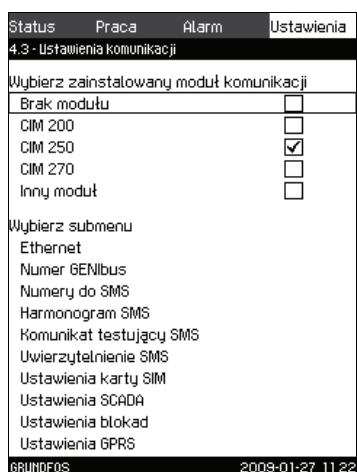 Status Praca Alarm Ustawienia
4.3 - Ustawienia komunikacji
Wybierz zainstalowany moduł komunikacji
Brak modułu
CIM 200
CIM 250
CIM 270
Inny moduł
Wybierz submenu
Ethernet
Numer GENIbus
Numery do SMS
Harmonogram SMS
Komunikat testujący SMS
Uwierzytelnienie SMS
Ustawienia karty SIM
Ustawienia SCADA
Ustawienia blokad
Ustawienia GPRS
GRUNDFOS 2009-01-27 11:22